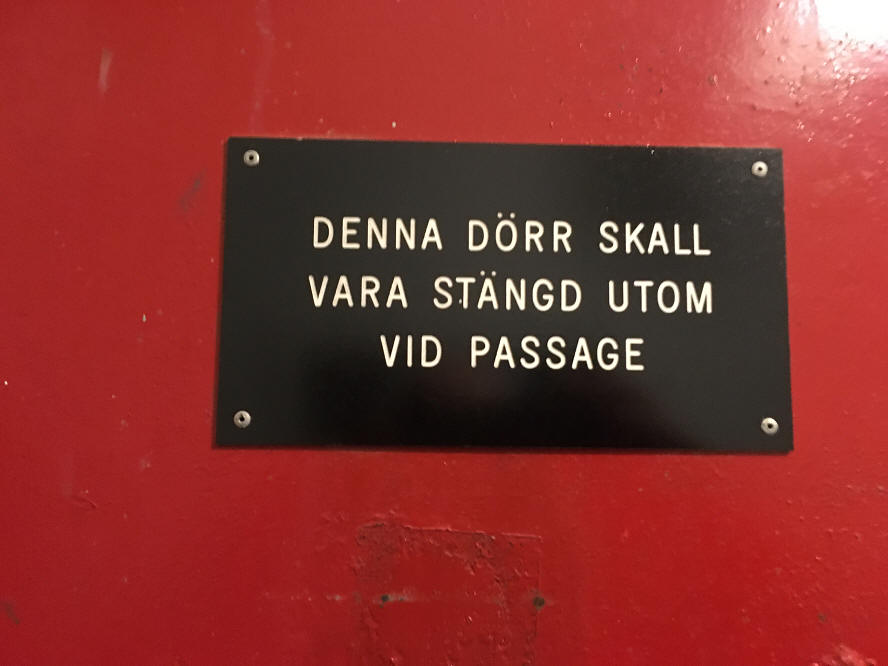 DENNA DÖRR SKALL
VARA STÄNGD UTOM
VID PASSAGE